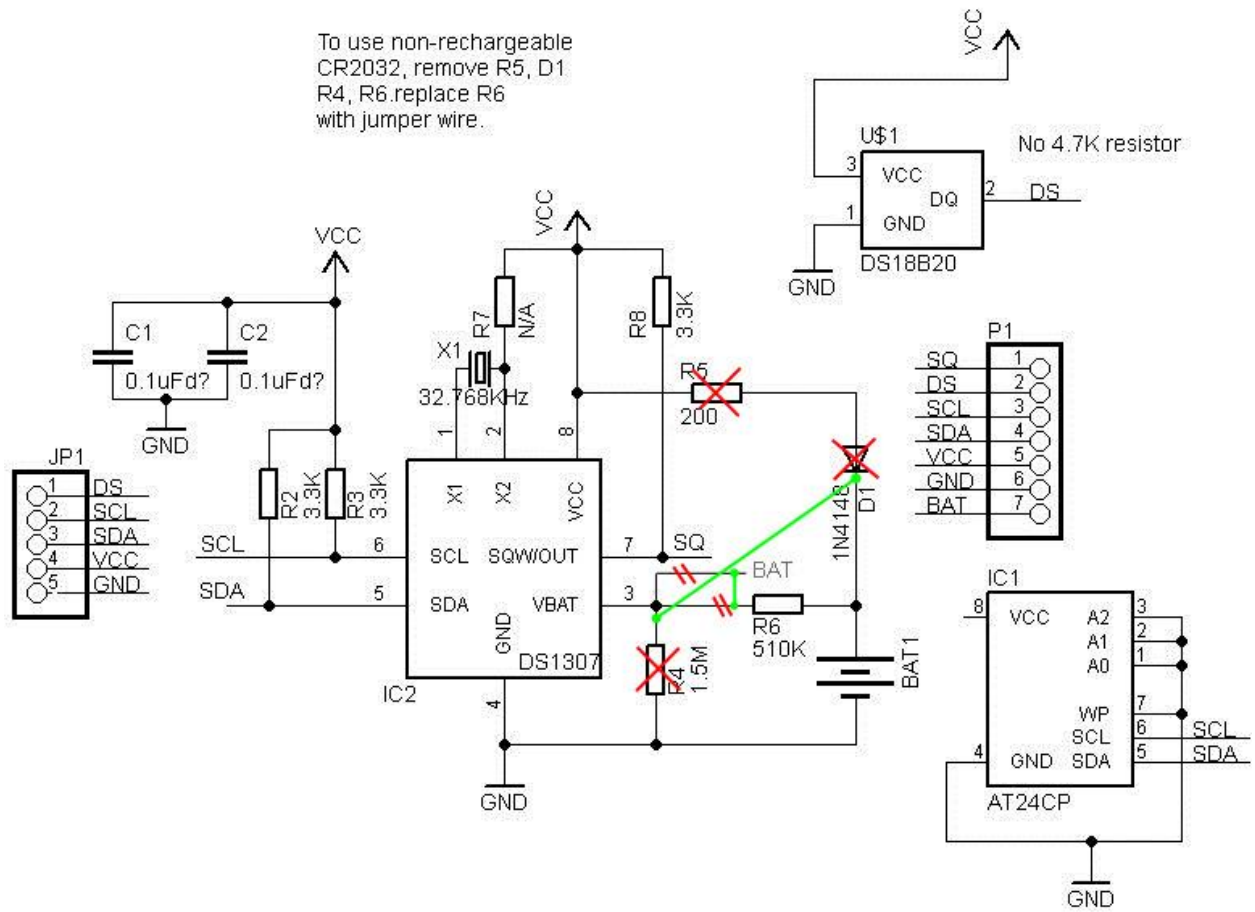 To use non-rechargeable
CR2032, remove R5, D1
R4, R6.replace R6
with jumper wire.
VCC
U$1
No 4.7K resistor
3
VCC
DQ
2
DS
1
GND
DS18B20
GND
VCC
VCC
C1
0.1uFd?
C2
0.1uFd?
GND
R7
N/A
R8
3.3K
X1
32.768KHz
R5
200
1
2
8
P1
SQ
1
DS
2
SCL
3
SDA
4
VCC
5
GND
6
BAT
7
JP1
1
DS
2
SCL
3
SDA
4
VCC
5
GND
R2
3.3K
R3
3.3K
X1
X2
VCC
1N4148
D1
SCL
6
SCL
SQW/OUT
7
SQ
BAT
SDA
5
SDA
VBAT
3
R6
510K
GND
DS1307
IC2
4
R4
1.5M
BAT1
GND
IC1
8
VCC
A2
3
A1
2
A0
1
WP
7
SCL
6
SCL
4
GND
SDA
5
SDA
AT24CP
GND